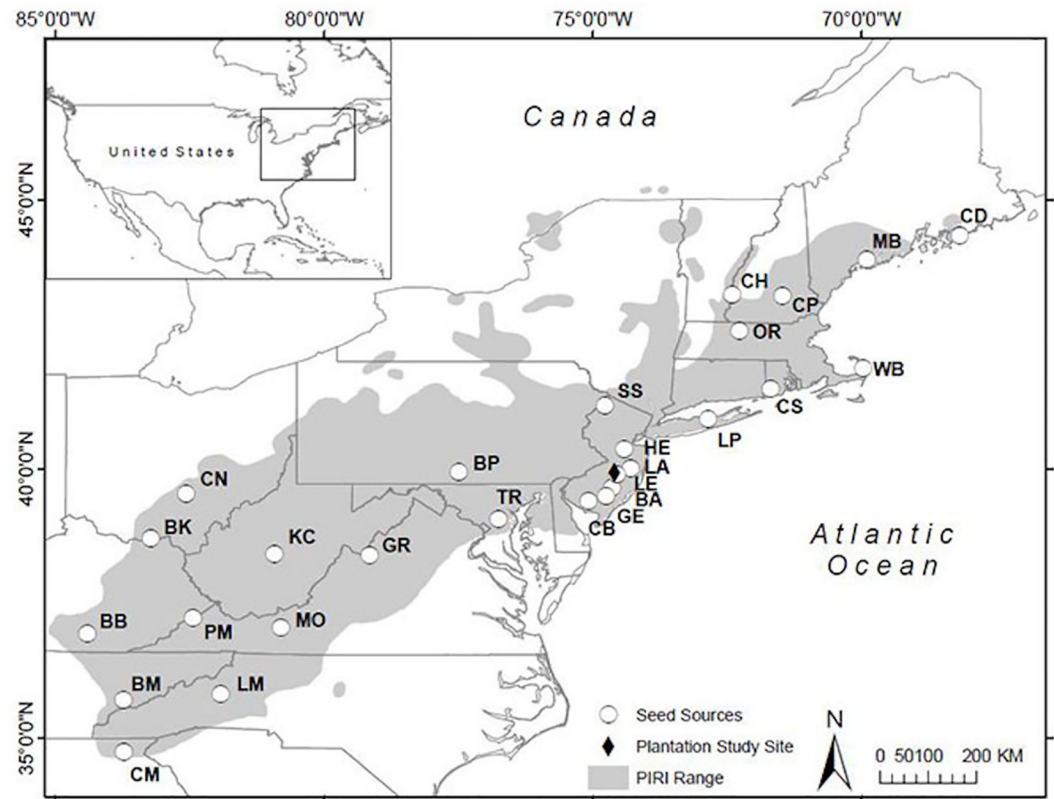 85°0'0"W 80°0'0"W 75°0'0"W 70°0'0"W
Canada
United States
45°0'0"N
CD
MB
CH
CP
OR
WB
SS
CS
LP
HE
40°0'0"N
BP
LA
CN
LE
TR
BA
GE
BK
CB
KC
GR
Atlantic
Ocean
BB
PM
MO
BM
LM
Seed Sources
N
Plantation Study Site
35°0'0"N
0 50100 200 KM
CM
PIRI Range